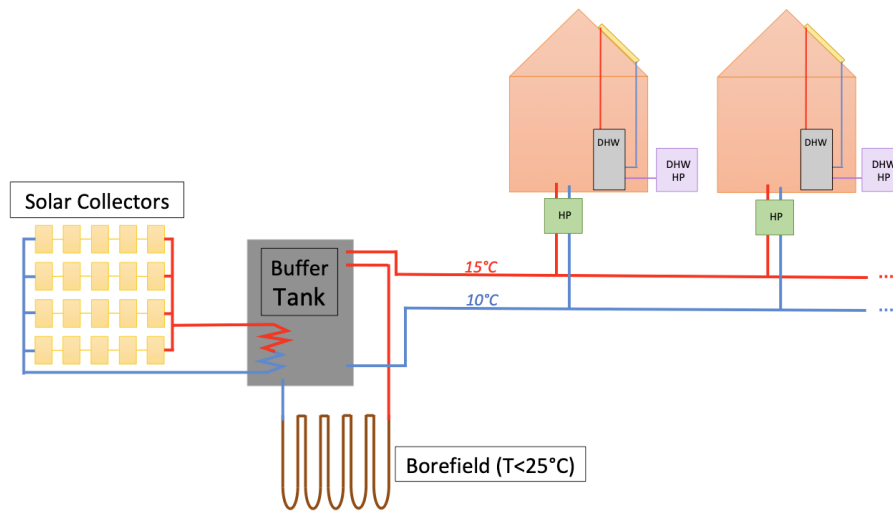 DHW
DHW
HP
HP
DHW
DHW
HP
HP
Solar Collectors
Buffer
Tank
15°C
10°C
...
...
Borefield (T<25°C)